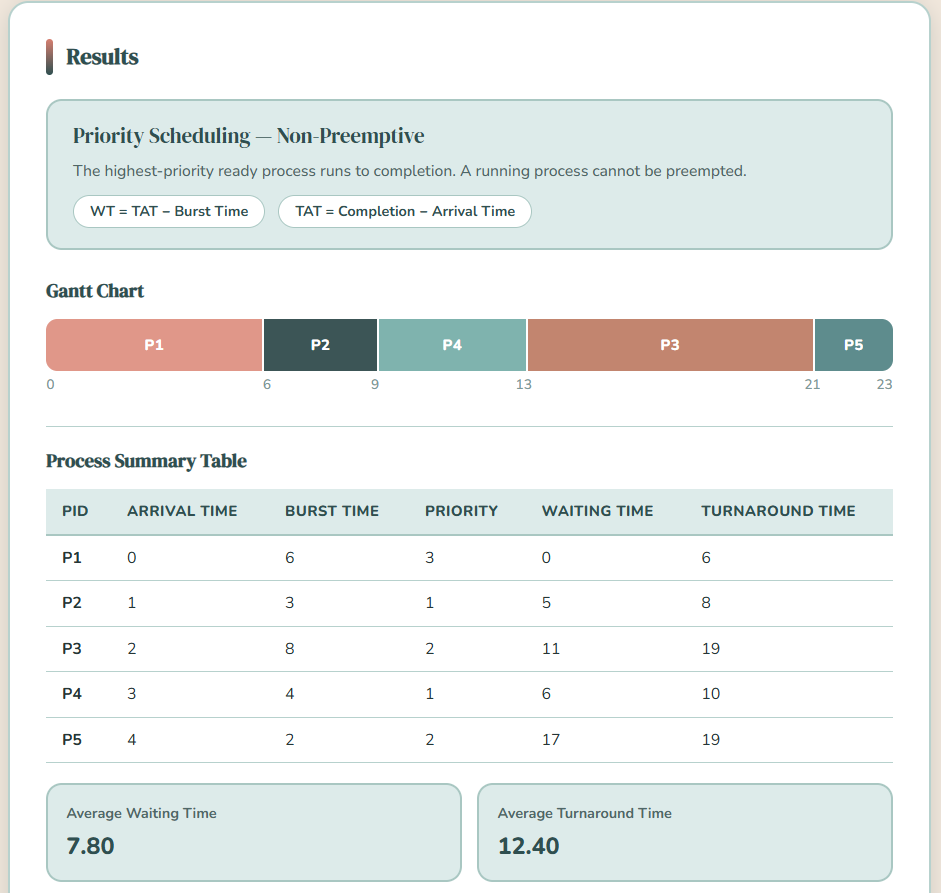 Results
Priority Scheduling — Non-Preemptive
The highest-priority ready process runs to completion. A running process cannot be preempted.
WT = TAT − Burst Time TAT = Completion − Arrival Time
Gantt Chart
P1 P2 P4 P3 P5
0 6 9 13 21 23
Process Summary Table
PID ARRIVAL TIME BURST TIME PRIORITY WAITING TIME TURNAROUND TIME
P1 0 6 3 0 6
P2 1 3 1 5 8
P3 2 8 2 11 19
P4 3 4 1 6 10
P5 4 2 2 17 19
Average Waiting Time Average Turnaround Time
7.80 12.40